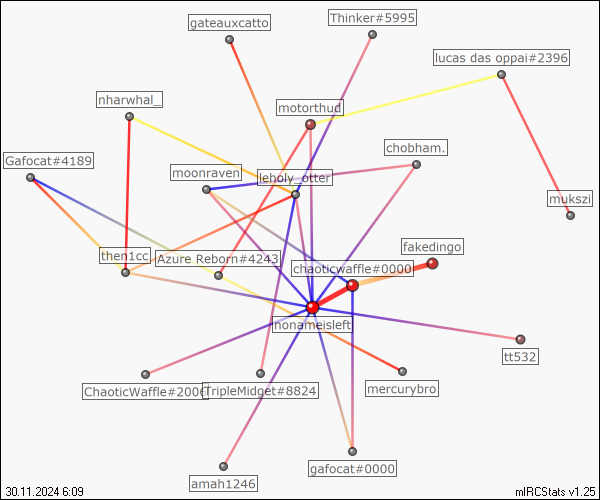 Thinker#5995
gateauxcatto
lucas das oppai#2396
nharwhal_
motorthud
chobham.
Gafocat#4189
moonraven
leholy_otter
mukszi
fakedingo
then1cc
Azure Reborn#4243
chaoticwaffle#0000
nonameisleft
tt532
ChaoticWaffle#2006
TripleMidget#8824
mercurybro
gafocat#0000
amah1246
30.11.2024 6:09
mIRCStats v1.25